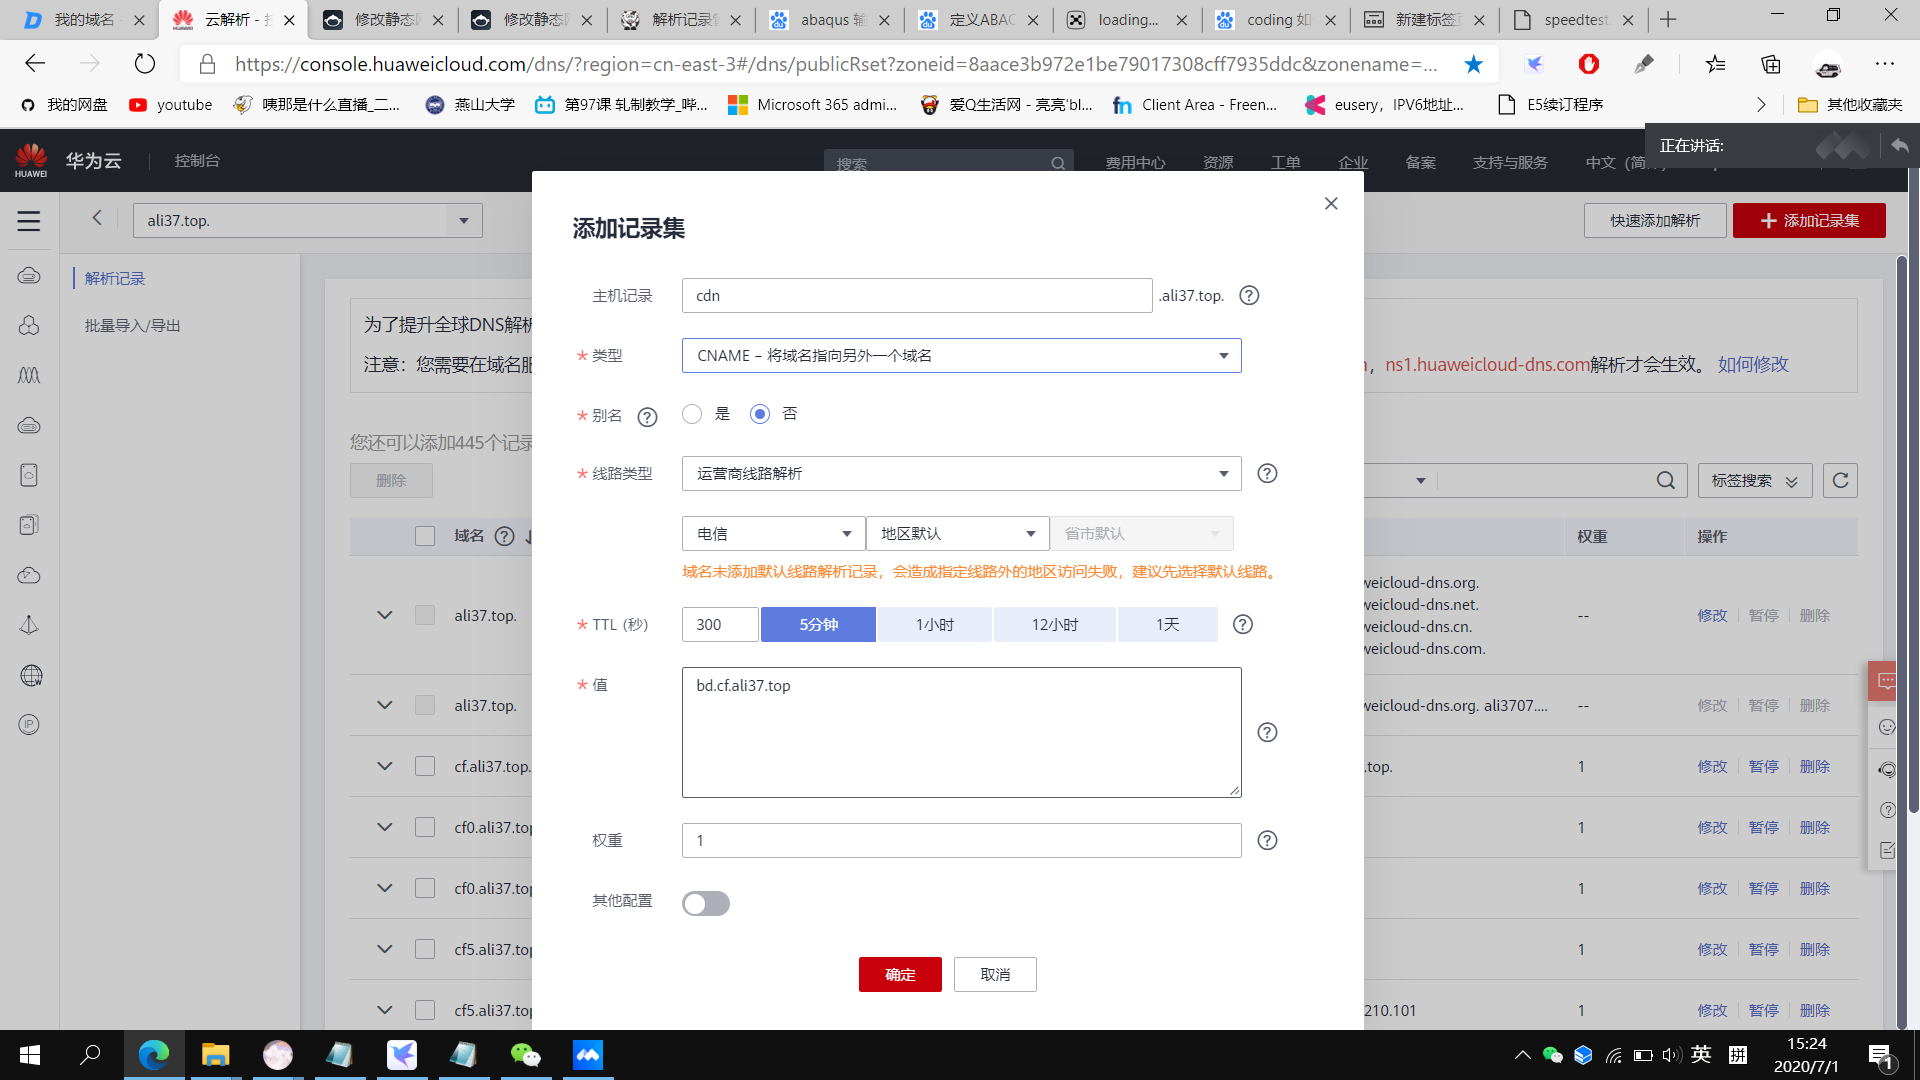 我的域名
云解析 -
修改静态
修改静态
解析记录
abaqus
定义ABAC
loading...
coding 如
新建标签
speedtest
https://console.huaweicloud.com/dns/?region=cn-east-3#/dns/publicRset?zoneid=8aace3b972e1be79017308cff7935ddc&zonename=...
我的网盘
youtube
咦那是什么直播_二...
燕山大学
第97课 轧制教学_哔...
Microsoft 365 admi...
爱Q生活网 - 亮亮'bl...
Client Area - Freen...
eusery，IPV6地址...
E5续订程序
其他收藏夹
正在讲话:
HUAWEI
华为云
控制台
搜索
费用中心
资源
工单
企业
备案
支持与服务
中文（简
ali37.top.
快速添加解析
添加记录集
解析记录
批量导入/导出
为了提升全球DNS解析
注意：您需要在域名服
，ns1.huaweicloud-dns.com解析才会生效。 如何修改
您还可以添加445个记录
删除
标签搜索
域名
权重
操作
ali37.top.
weicloud-dns.org.
weicloud-dns.net.
weicloud-dns.cn.
weicloud-dns.com.
--
修改 暂停 删除
ali37.top.
weicloud-dns.org. ali3707....
--
修改 暂停 删除
cf.ali37.top.
.top.
1
修改 暂停 删除
cf0.ali37.top
1
修改 暂停 删除
cf0.ali37.top
1
修改 暂停 删除
cf5.ali37.top
1
修改 暂停 删除
cf5.ali37.top
210.101
1
修改 暂停 删除
添加记录集
主机记录
cdn
.ali37.top.
* 类型
CNAME – 将域名指向另外一个域名
* 别名
是
否
* 线路类型
运营商线路解析
电信
地区默认
省市默认
域名未添加默认线路解析记录，会造成指定线路外的地区访问失败，建议先选择默认线路。
* TTL (秒)
300
5分钟
1小时
12小时
1天
* 值
bd.cf.ali37.top
权重
1
其他配置
确定
取消
IP
英
拼
15:24
2020/7/1
1